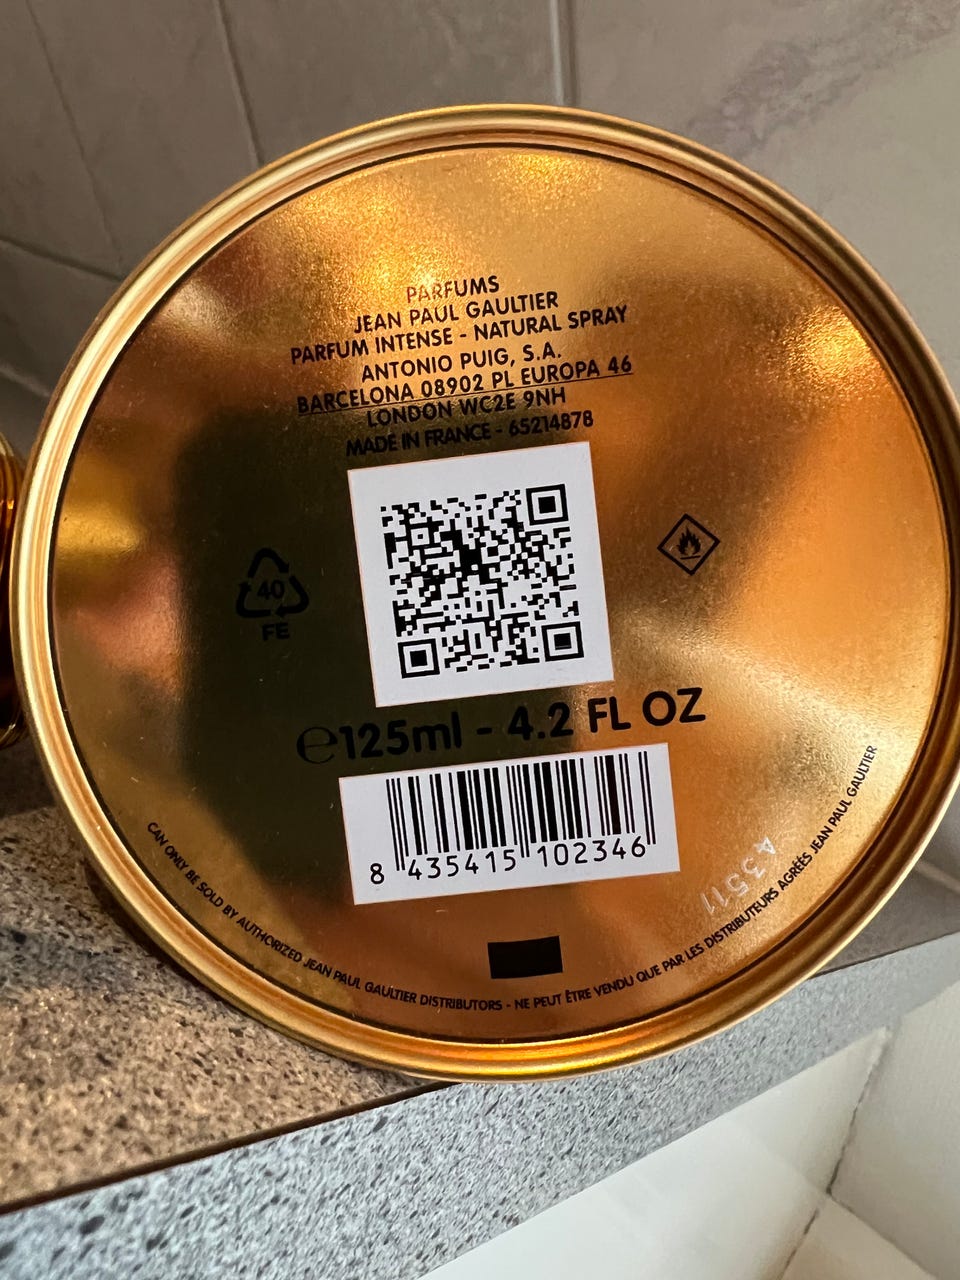 PARFUMS
JEAN PAUL GAULTIER
PARFUM INTENSE - NATURAL SPRAY
ANTONIO PUIG, S.A.
BARCELONA 08902 PL EUROPA 46
LONDON WC2E 9NH
MADE IN FRANCE - 65214878
40
FE
℮125ml - 4.2 FL OZ
8 435415 102346
43511
CAN ONLY BE SOLD BY AUTHORIZED JEAN PAUL GAULTIER DISTRIBUTORS - NE PEUT ÊTRE VENDU QUE PAR LES DISTRIBUTEURS AGRÉÉS JEAN PAUL GAULTIER